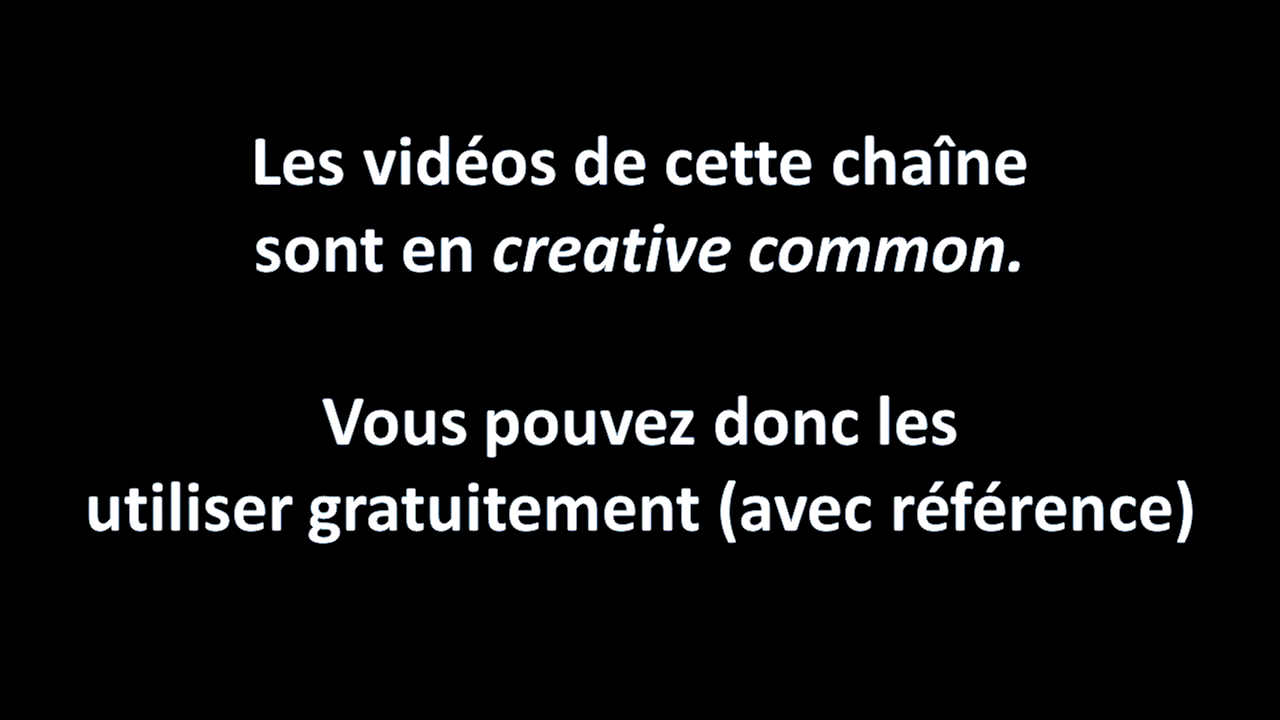 Les vidéos de cette chaîne
sont en creative common.
Vous pouvez donc les
utiliser gratuitement (avec référence)